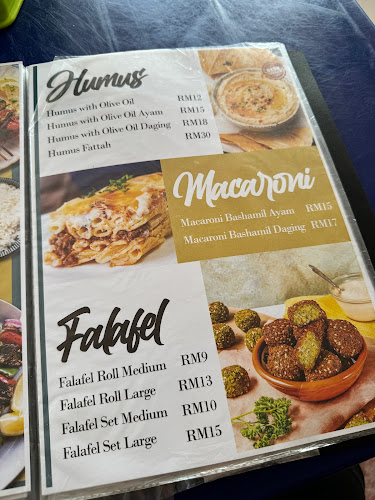 Humus
Humus with Olive Oil RM12
Humus with Olive Oil Ayam RM15
Humus with Olive Oil Daging RM18
Humus Fattah RM30
Macaroni
Macaroni Bashamil Ayam RM15
Macaroni Bashamil Daging RM17
Falafel
Falafel Roll Medium RM9
Falafel Roll Large RM13
Falafel Set Medium RM10
Falafel Set Large RM15